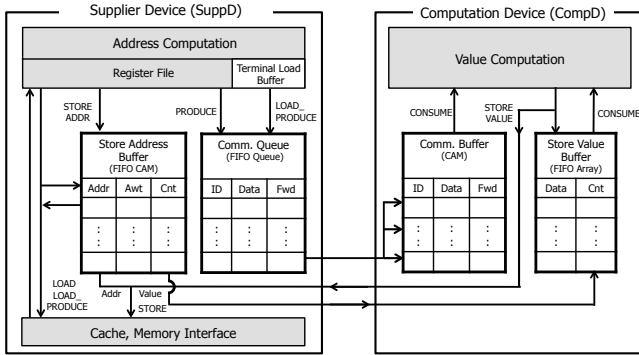 Supplier Device (SuppD)
Computation Device (CompD)
Address Computation
Register File
Terminal Load
Buffer
Value Computation
STORE
ADDR
PRODUCE
LOAD_
PRODUCE
CONSUME
STORE
VALUE
CONSUME
Store Address
Buffer
(FIFO CAM)
Addr Awt Cnt
⋮ ⋮ ⋮
Comm. Queue
(FIFO Queue)
ID Data Fwd
⋮ ⋮ ⋮
Comm. Buffer
(CAM)
ID Data Fwd
⋮ ⋮ ⋮
Store Value
Buffer
(FIFO Array)
Data Cnt
⋮ ⋮
LOAD
LOAD_
PRODUCE
Addr Value
STORE
Cache, Memory Interface